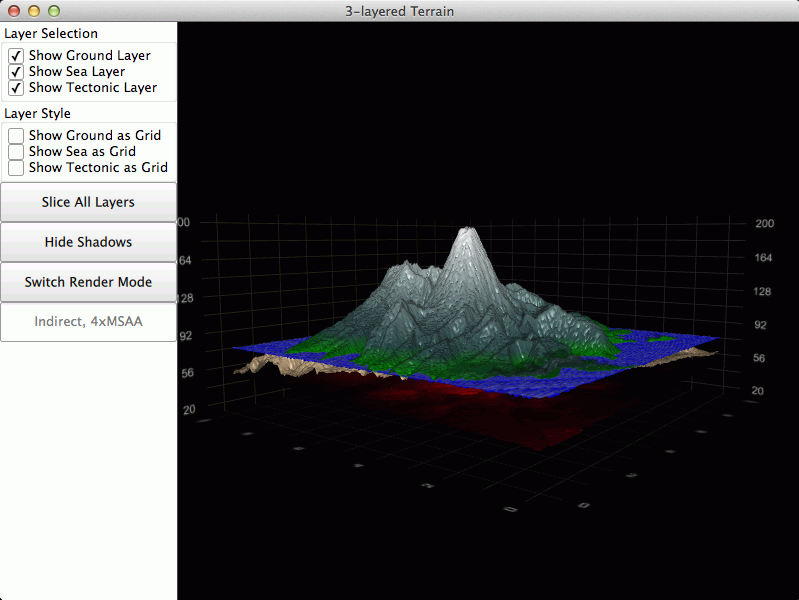 3-layered Terrain
Layer Selection
Show Ground Layer
Show Sea Layer
Show Tectonic Layer
Layer Style
Show Ground as Grid
Show Sea as Grid
Show Tectonic as Grid
Slice All Layers
Hide Shadows
Switch Render Mode
Indirect, 4xMSAA
00 200
64 164
128 128
92 92
56 56
20 20